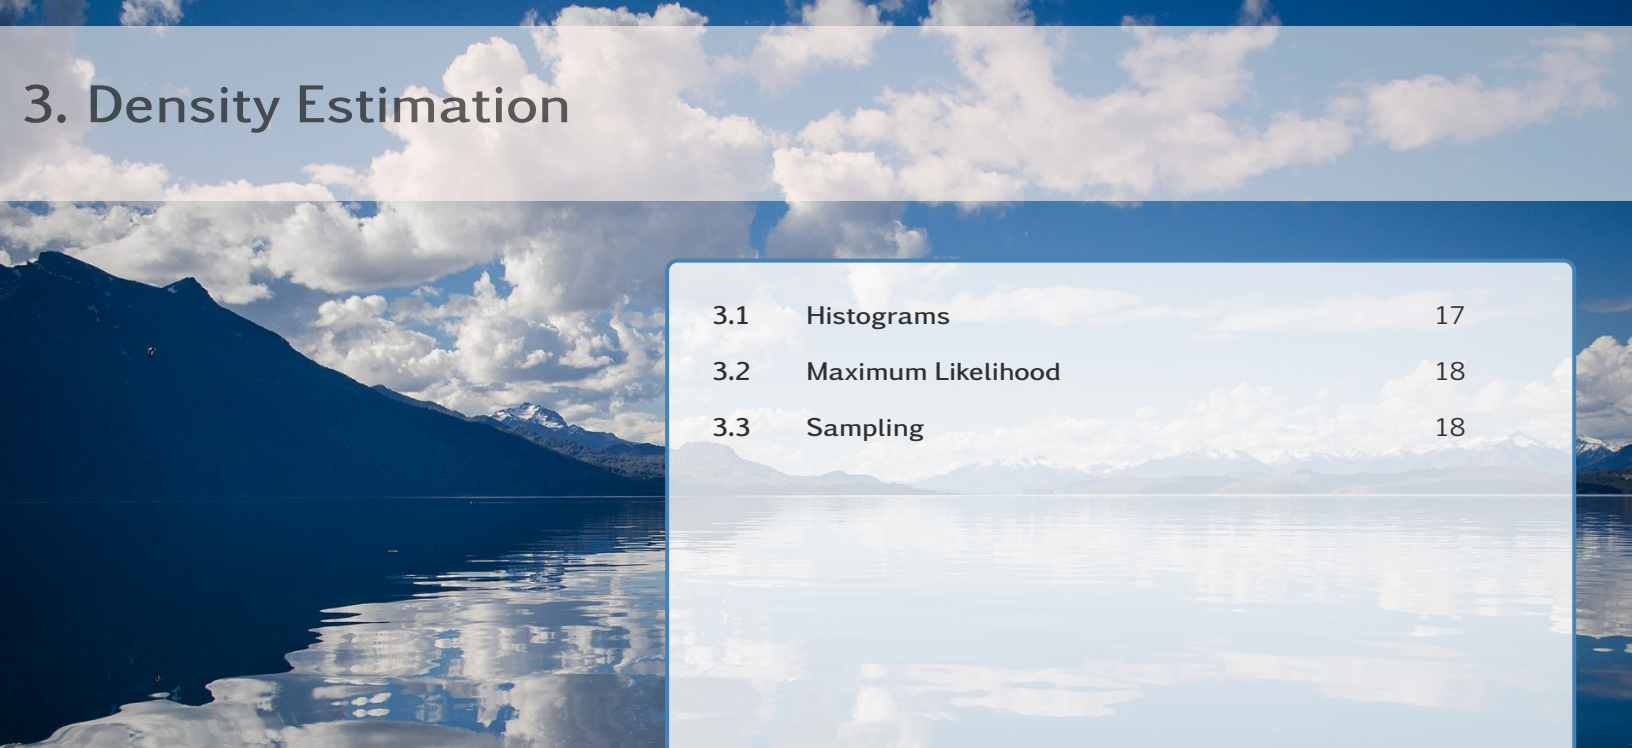 3. Density Estimation
3.1 Histograms 17
3.2 Maximum Likelihood 18
3.3 Sampling 18